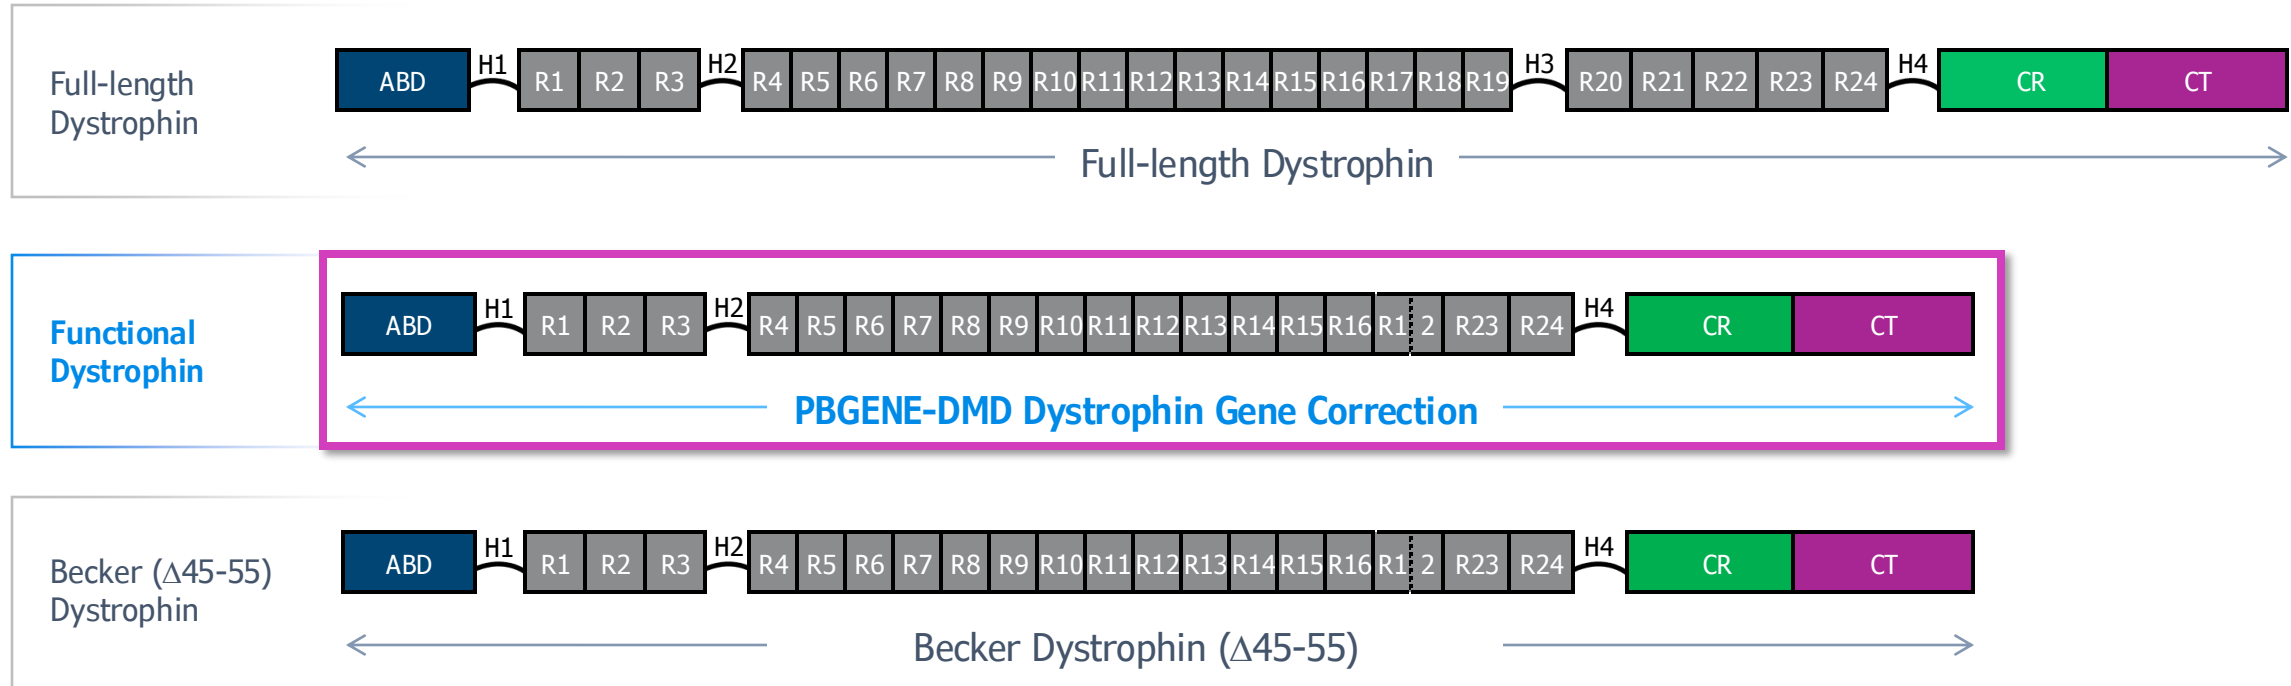 Full-length
Dystrophin
ABD H1 R1 R2 R3 H2 R4 R5 R6 R7 R8 R9 R10 R11 R12 R13 R14 R15 R16 R17 R18 R19 H3 R20 R21 R22 R23 R24 H4 CR CT
Full-length Dystrophin
Functional
Dystrophin
ABD H1 R1 R2 R3 H2 R4 R5 R6 R7 R8 R9 R10 R11 R12 R13 R14 R15 R16 R1 2 R23 R24 H4 CR CT
PBGENE-DMD Dystrophin Gene Correction
Becker (Δ45-55)
Dystrophin
ABD H1 R1 R2 R3 H2 R4 R5 R6 R7 R8 R9 R10 R11 R12 R13 R14 R15 R16 R1 2 R23 R24 H4 CR CT
Becker Dystrophin (Δ45-55)